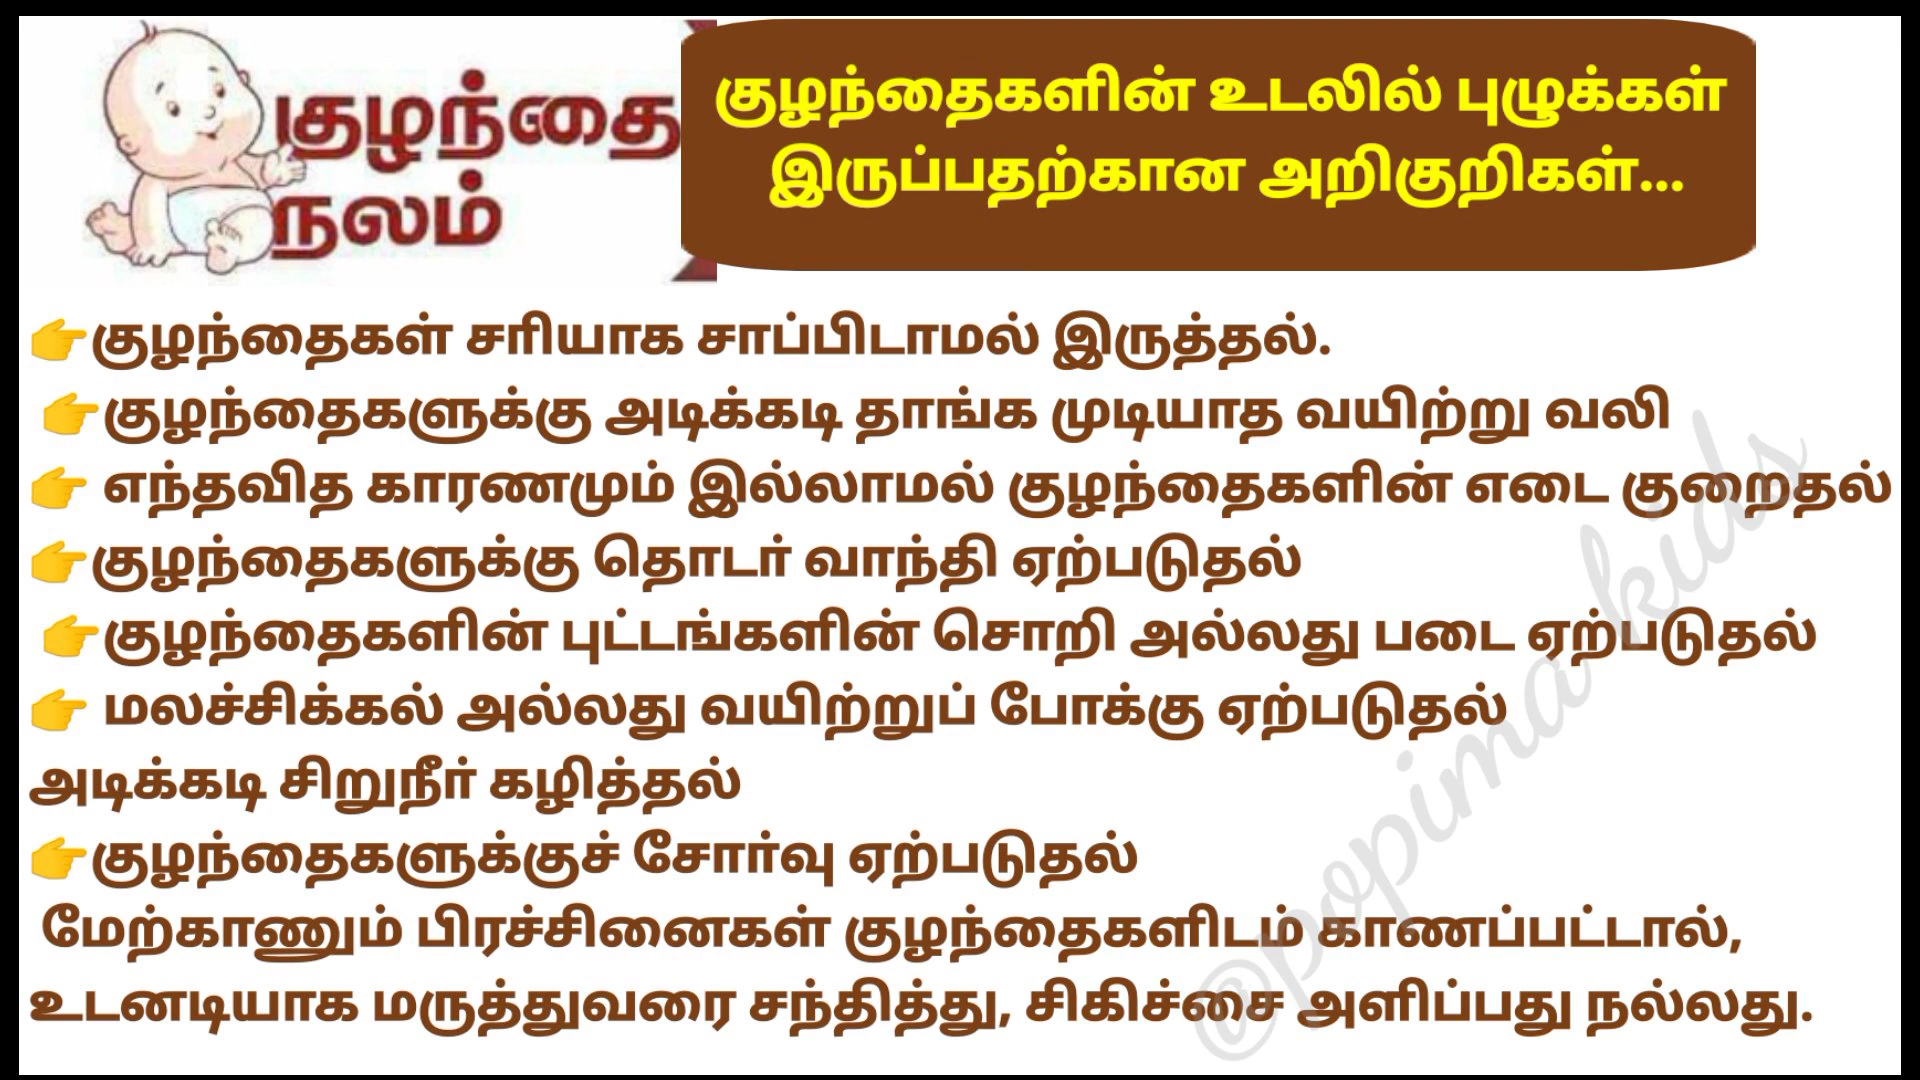 குழந்தை
நலம்
குழந்தைகளின் உடலில் புழுக்கள்
இருப்பதற்கான அறிகுறிகள்...
👉குழந்தைகள் சரியாக சாப்பிடாமல் இருத்தல்.
👉குழந்தைகளுக்கு அடிக்கடி தாங்க முடியாத வயிற்று வலி
👉 எந்தவித காரணமும் இல்லாமல் குழந்தைகளின் எடை குறைதல்
👉குழந்தைகளுக்கு தொடர் வாந்தி ஏற்படுதல்
👉குழந்தைகளின் புட்டங்களின் சொறி அல்லது படை ஏற்படுதல்
👉 மலச்சிக்கல் அல்லது வயிற்றுப் போக்கு ஏற்படுதல்
அடிக்கடி சிறுநீர் கழித்தல்
👉குழந்தைகளுக்குச் சோர்வு ஏற்படுதல்
மேற்காணும் பிரச்சினைகள் குழந்தைகளிடம் காணப்பட்டால்,
உடனடியாக மருத்துவரை சந்தித்து, சிகிச்சை அளிப்பது நல்லது.
@popima kids